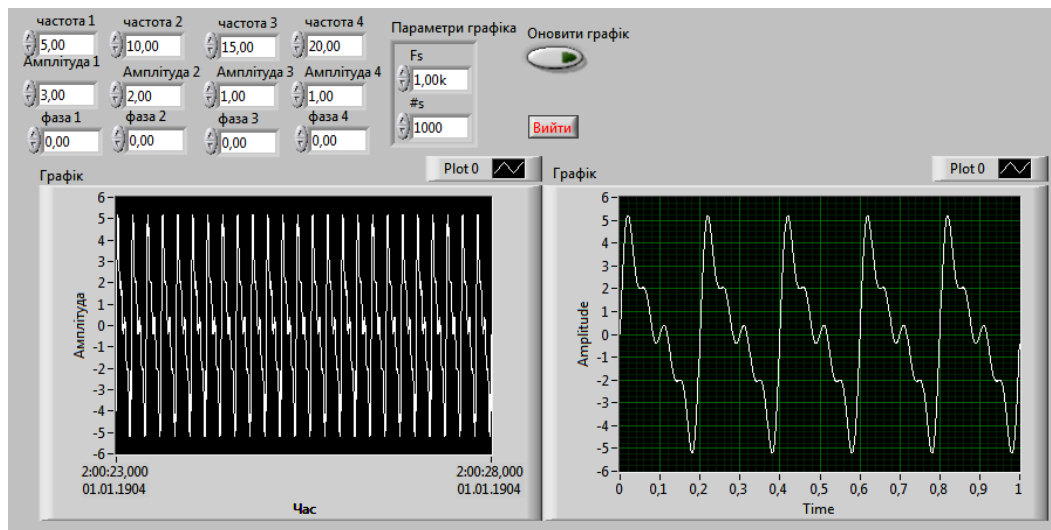 частота 1 частота 2 частота 3 частота 4
5,00 10,00 15,00 20,00
Амплітуда 1 Амплітуда 2 Амплітуда 3 Амплітуда 4
3,00 2,00 1,00 1,00
фаза 1 фаза 2 фаза 3 фаза 4
0,00 0,00 0,00 0,00
Параметри графіка
Fs
1,00k
#s
1000
Оновити графік
Вийти
Графік
Plot 0
6
5
4
3
2
1
0
-1
-2
-3
-4
-5
-6
Амплітуда
2:00:23,000 2:00:28,000
01.01.1904 01.01.1904
Час
Графік
Plot 0
6
5
4
3
2
1
0
-1
-2
-3
-4
-5
-6
Amplitude
0 0,1 0,2 0,3 0,4 0,5 0,6 0,7 0,8 0,9 1
Time